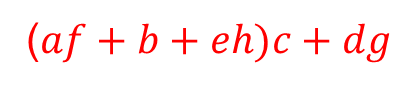 (af + b + eh)c + dg